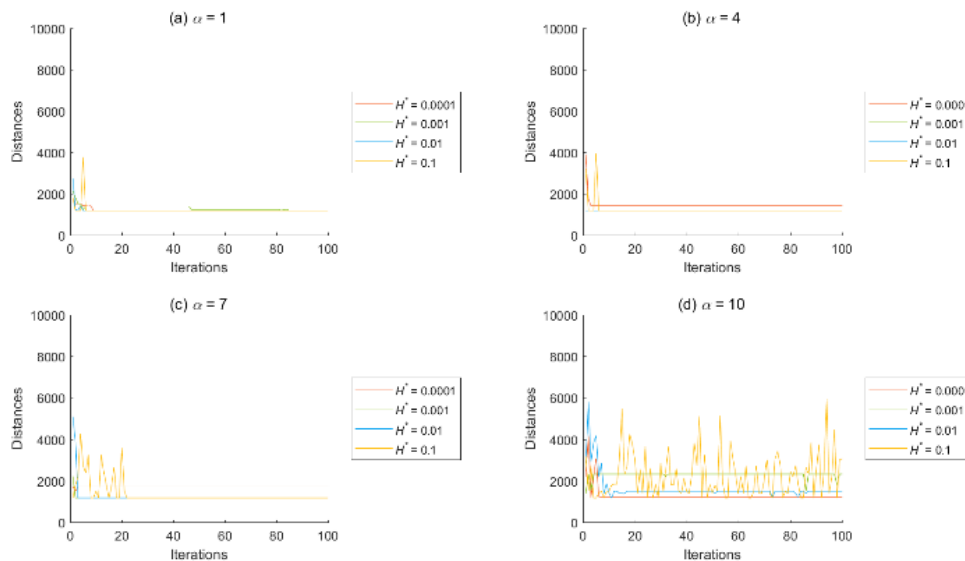 (a) α = 1
10000
8000
6000
4000
2000
0
Distances
0 20 40 60 80 100
Iterations
H* = 0.0001
H* = 0.001
H* = 0.01
H* = 0.1
(b) α = 4
10000
8000
6000
4000
2000
0
Distances
0 20 40 60 80 100
Iterations
H* = 0.000
H* = 0.001
H* = 0.01
H* = 0.1
(c) α = 7
10000
8000
6000
4000
2000
0
Distances
0 20 40 60 80 100
Iterations
H* = 0.0001
H* = 0.001
H* = 0.01
H* = 0.1
(d) α = 10
10000
8000
6000
4000
2000
0
Distances
0 20 40 60 80 100
Iterations
H* = 0.000
H* = 0.001
H* = 0.01
H* = 0.1